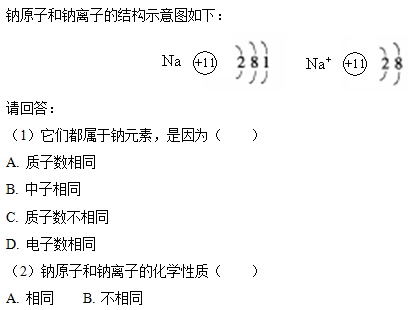 钠原子和钠离子的结构示意图如下：
Na +11 2 8 1 Na+ +11 2 8
请回答：
（1）它们都属于钠元素，是因为（　　）
A. 质子数相同
B. 中子相同
C. 质子数不相同
D. 电子数相同
（2）钠原子和钠离子的化学性质（　　）
A. 相同　　B. 不相同